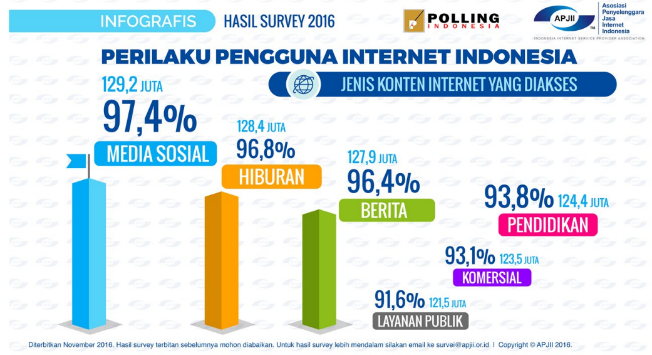 INFOGRAFIS HASIL SURVEY 2016
POLLING
INDONESIA
APJII
Asosiasi
Penyelenggara
Jasa
Internet
Indonesia
INDONESIA INTERNET SERVICE PROVIDER ASSOCIATION
PERILAKU PENGGUNA INTERNET INDONESIA
JENIS KONTEN INTERNET YANG DIAKSES
129,2 JUTA
97,4%
MEDIA SOSIAL
128,4 JUTA
96,8%
HIBURAN
127,9 JUTA
96,4%
BERITA
93,8% 124,4 JUTA
PENDIDIKAN
93,1% 123,5 JUTA
KOMERSIAL
91,6% 121,5 JUTA
LAYANAN PUBLIK
Diterbitkan November 2016. Hasil survey terbitan sebelumnya mohon diabaikan. Untuk hasil survey lebih mendalam silakan email ke survei@apjii.or.id | Copyright © APJII 2016.